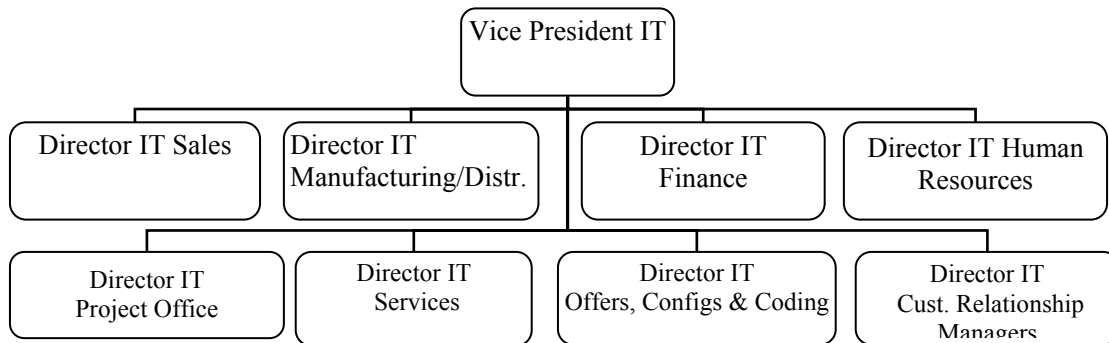 Vice President IT
Director IT Sales
Director IT
Manufacturing/Distr.
Director IT
Finance
Director IT Human
Resources
Director IT
Project Office
Director IT
Services
Director IT
Offers, Configs & Coding
Director IT
Cust. Relationship
Managers